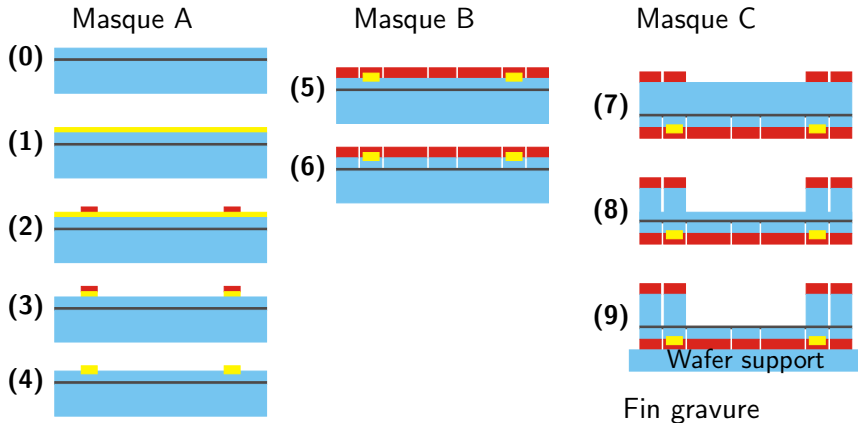 Masque A
(0)
(1)
(2)
(3)
(4)
Masque B
(5)
(6)
Masque C
(7)
(8)
(9)
Wafer support
Fin gravure